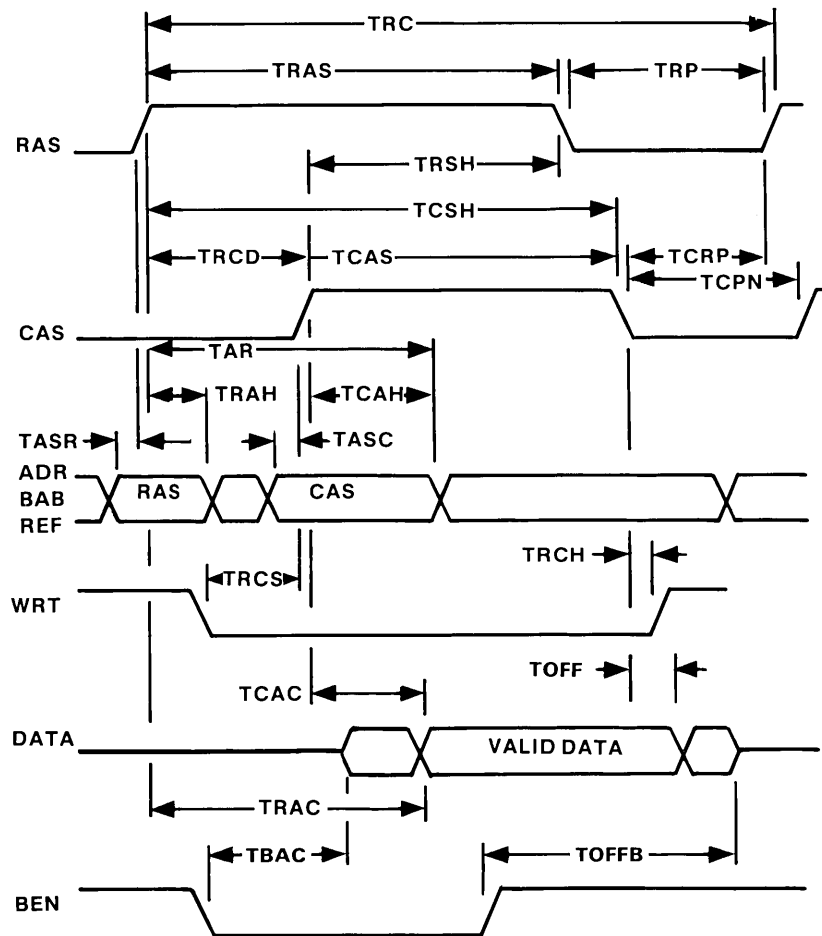 TRC
TRAS
TRP
RAS
TRSH
TCSH
TRCD
TCAS
TCRP
TCPN
CAS
TAR
TRAH
TCAH
TASR
TASC
ADR
BAB
REF
RAS
CAS
TRCH
TRCS
WRT
TOFF
TCAC
DATA
VALID DATA
TRAC
TBAC
TOFFB
BEN